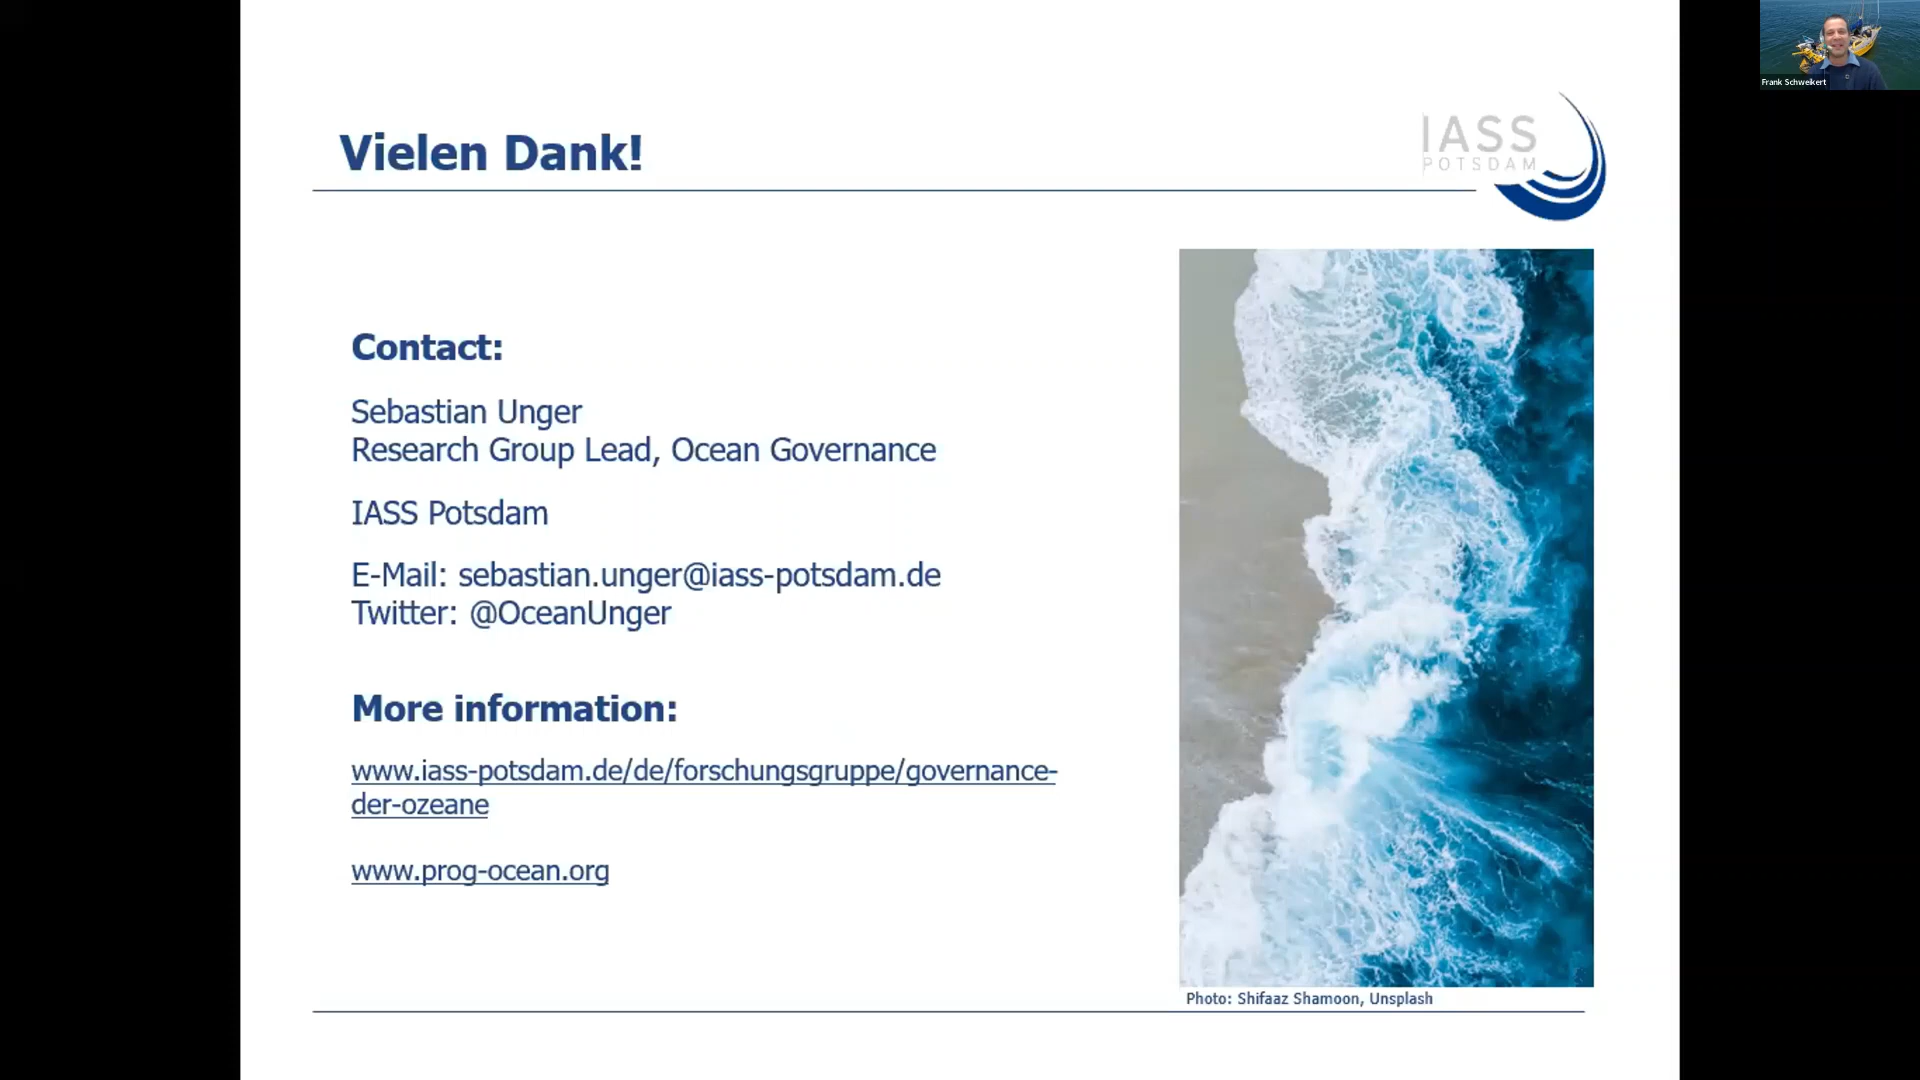 Frank Schweikert
IASS
POTSDAM
Vielen Dank!
Contact:
Sebastian Unger
Research Group Lead, Ocean Governance
IASS Potsdam
E-Mail: sebastian.unger@iass-potsdam.de
Twitter: @OceanUnger
More information:
www.iass-potsdam.de/de/forschungsgruppe/governance-
der-ozeane
www.prog-ocean.org
Photo: Shifaaz Shamoon, Unsplash